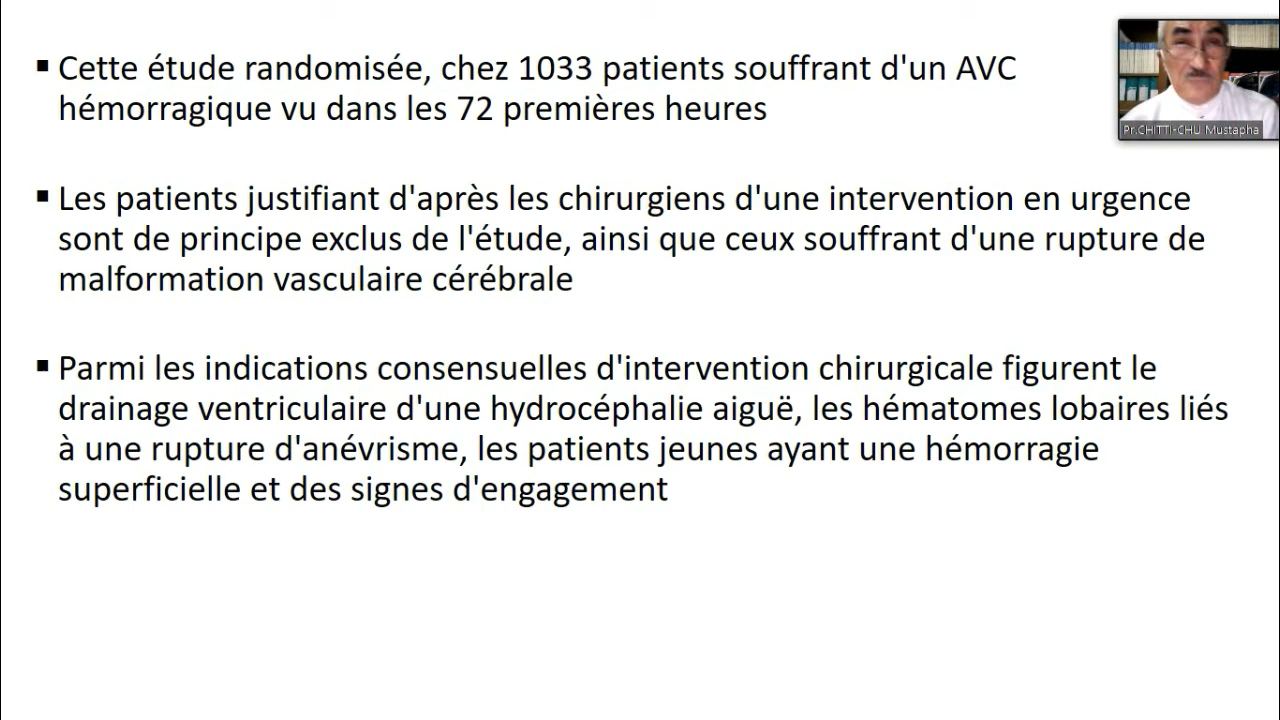 ▪ Cette étude randomisée, chez 1033 patients souffrant d'un AVC
hémorragique vu dans les 72 premières heures
▪ Les patients justifiant d'après les chirurgiens d'une intervention en urgence
sont de principe exclus de l'étude, ainsi que ceux souffrant d'une rupture de
malformation vasculaire cérébrale
▪ Parmi les indications consensuelles d'intervention chirurgicale figurent le
drainage ventriculaire d'une hydrocéphalie aiguë, les hématomes lobaires liés
à une rupture d'anévrisme, les patients jeunes ayant une hémorragie
superficielle et des signes d'engagement
Pr.CHITTI-CHU Mustapha